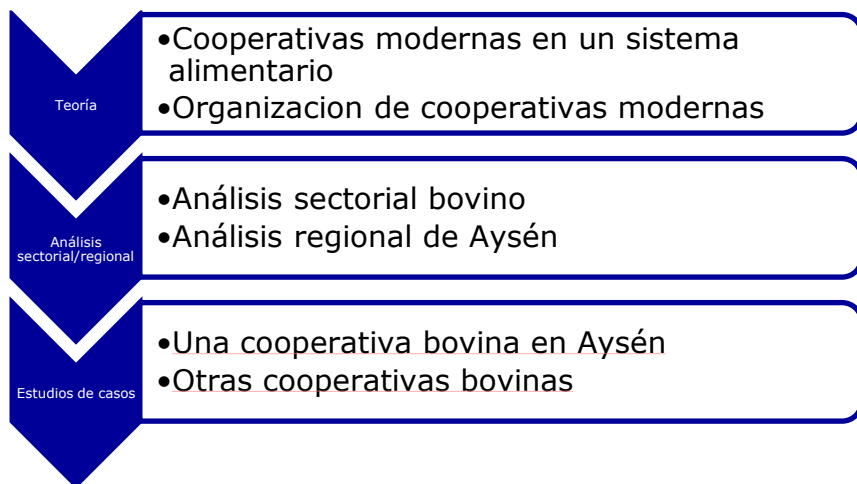 Teoría
•Cooperativas modernas en un sistema
alimentario
•Organizacion de cooperativas modernas
Análisis
sectorial/regional
•Análisis sectorial bovino
•Análisis regional de Aysén
Estudios de casos
•Una cooperativa bovina en Aysén
•Otras cooperativas bovinas